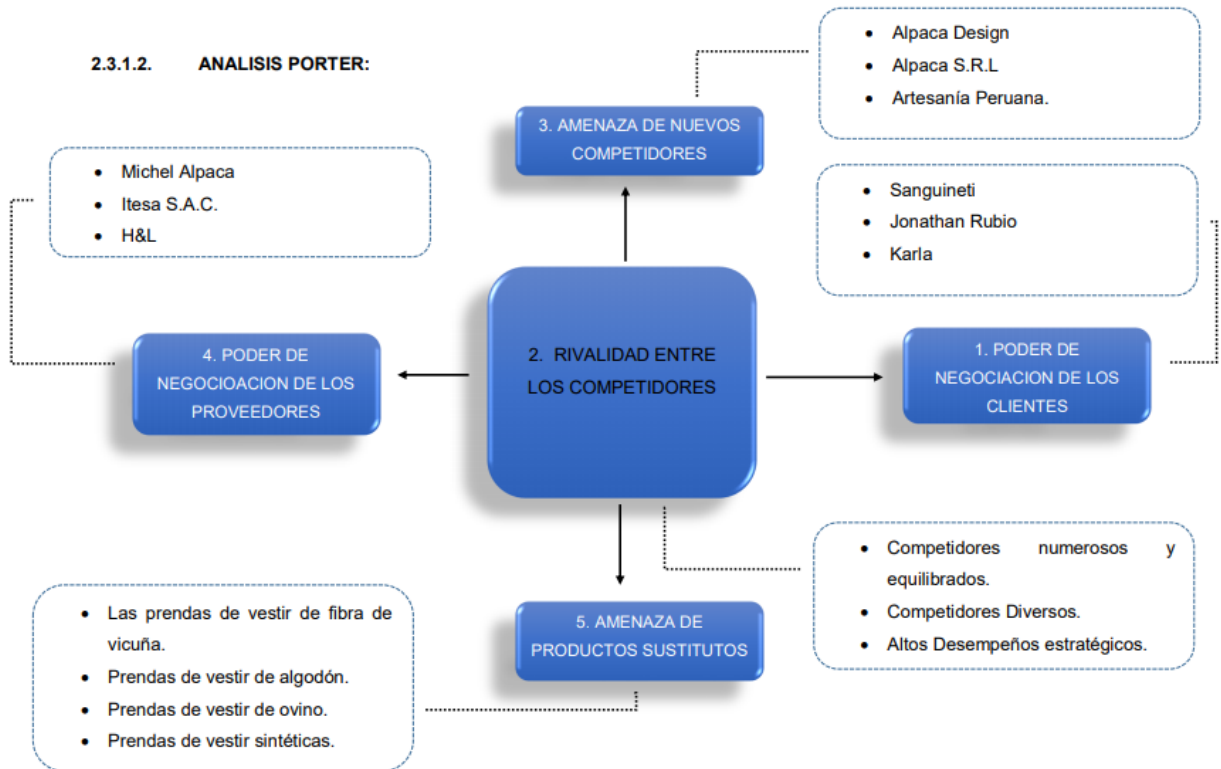 2.3.1.2. ANALISIS PORTER:
• Alpaca Design
• Alpaca S.R.L
• Artesanía Peruana.
3. AMENAZA DE NUEVOS
COMPETIDORES
• Michel Alpaca
• Itesa S.A.C.
• H&L
• Sanguineti
• Jonathan Rubio
• Karla
4. PODER DE
NEGOCIOACION DE LOS
PROVEEDORES
2. RIVALIDAD ENTRE
LOS COMPETIDORES
1. PODER DE
NEGOCIACION DE LOS
CLIENTES
• Competidores numerosos y
equilibrados.
• Competidores Diversos.
• Altos Desempeños estratégicos.
• Las prendas de vestir de fibra de
vicuña.
• Prendas de vestir de algodón.
• Prendas de vestir de ovino.
• Prendas de vestir sintéticas.
5. AMENAZA DE
PRODUCTOS SUSTITUTOS